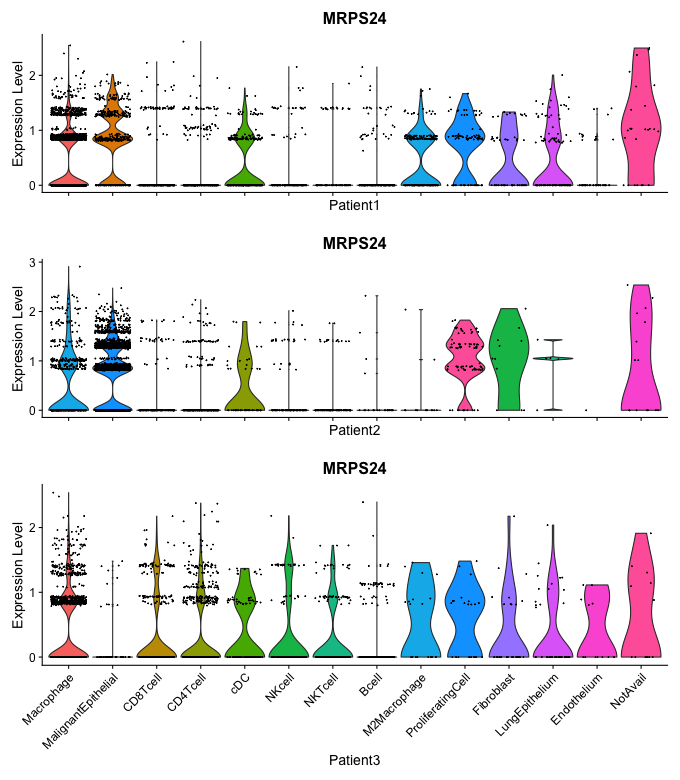 MRPS24
Expression Level
2
1
0
Patient1
MRPS24
Expression Level
3
2
1
0
Patient2
MRPS24
Expression Level
2
1
0
Macrophage
MalignantEpithelial
CD8Tcell
CD4Tcell
cDC
NKcell
NKTcell
Bcell
M2Macrophage
ProliferatingCell
Fibroblast
LungEpithelium
Endothelium
NotAvail
Patient3